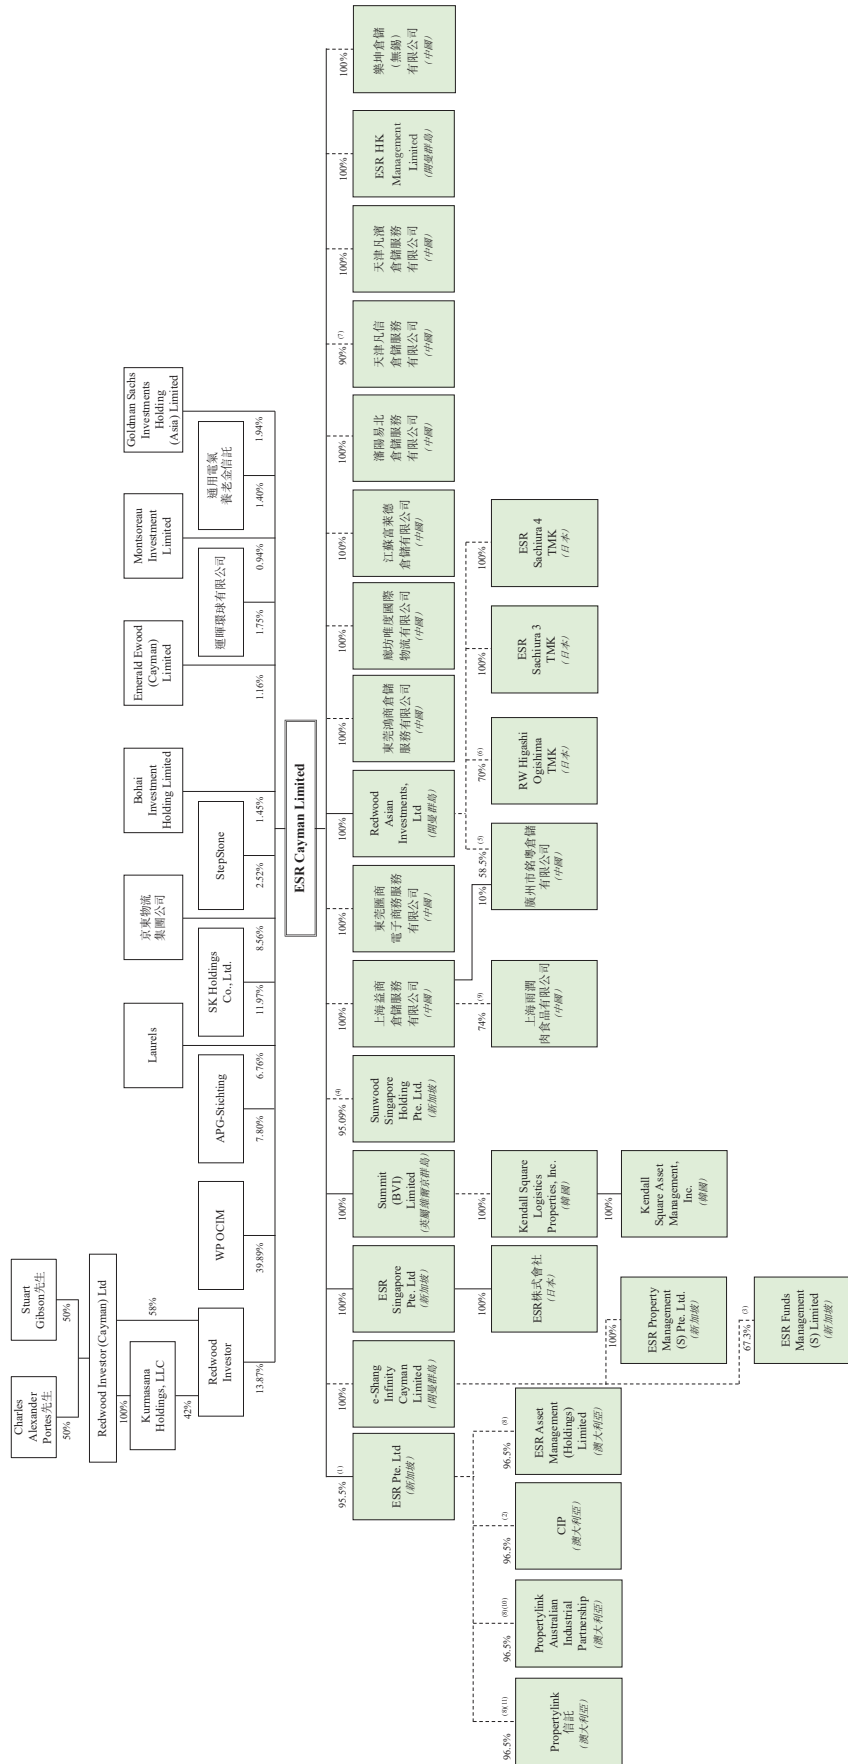 Charles
Alexander
Portes先生
Stuart
Gibson先生
50%
50%
Redwood Investor (Cayman) Ltd
100%
58%
Kurmasana
Holdings, LLC
42%
Redwood
Investor
13.87%
WP OCIM
39.89%
APG-Stichting
7.80%
Laurels
6.76%
SK Holdings
Co., Ltd.
11.97%
京東物流
集團公司
8.56%
StepStone
2.52%
Bohai
Investment
Holding Limited
1.45%
Emerald Ewood
(Cayman)
Limited
1.16%
運暉環球有限公司
1.75%
Montsereau
Investment
Limited
0.94%
通用電氣
養老金信託
1.40%
Goldman Sachs
Investments
Holding
(Asia) Limited
1.94%
ESR Cayman Limited
95.5% (1)
ESR Pte. Ltd
(新加坡)
100%
e-Shang
Infinity
Cayman
Limited
(開曼群島)
100%
ESR
Singapore
Pte. Ltd
(新加坡)
100%
Summit
(BVI)
Limited
(英屬維爾京群島)
95.09% (4)
Sunwood
Singapore
Holding
Pte. Ltd.
(新加坡)
100%
上海益商
倉儲服務
有限公司
(中國)
100%
東莞匯商
電子商務服務
有限公司
(中國)
100%
Redwood
Asian
Investments,
Ltd
(開曼群島)
100%
東莞鴻商倉儲
服務有限公司
(中國)
100%
廊坊唯度國際
物流有限公司
(中國)
100%
江蘇富萊德
倉儲有限公司
(中國)
100%
瀋陽易北
倉儲服務
有限公司
(中國)
90% (7)
天津凡信
倉儲服務
有限公司
(中國)
100%
天津凡濱
倉儲服務
有限公司
(中國)
100%
ESR HK
Management
Limited
(開曼群島)
100%
樂坤倉儲
(無錫)
有限公司
(中國)
100%
ESR株式會社
(日本)
100%
Kendall Square
Logistics
Properties, Inc.
(韓國)
100%
Kendall
Square Asset
Management,
Inc.
(韓國)
74% (9)
上海雨潤
肉食品有限公司
(中國)
10%
58.5% (5)
廣州市銘粵倉儲
有限公司
(中國)
70% (6)
RW Higashi
Ogishima
TMK
(日本)
100%
ESR
Sachiura 3
TMK
(日本)
100%
ESR
Sachiura 4
TMK
(日本)
96.5% (8)(11)
Propertylink
信託
(澳大利亞)
96.5% (8)(10)
Propertylink
Australian
Industrial
Partnership
(澳大利亞)
96.5% (2)
CIP
(澳大利亞)
96.5% (8)
ESR Asset
Management
(Holdings)
Limited
(澳大利亞)
100%
ESR Property
Management
(S) Pte. Ltd.
(新加坡)
67.3% (3)
ESR Funds
Management
(S) Limited
(新加坡)